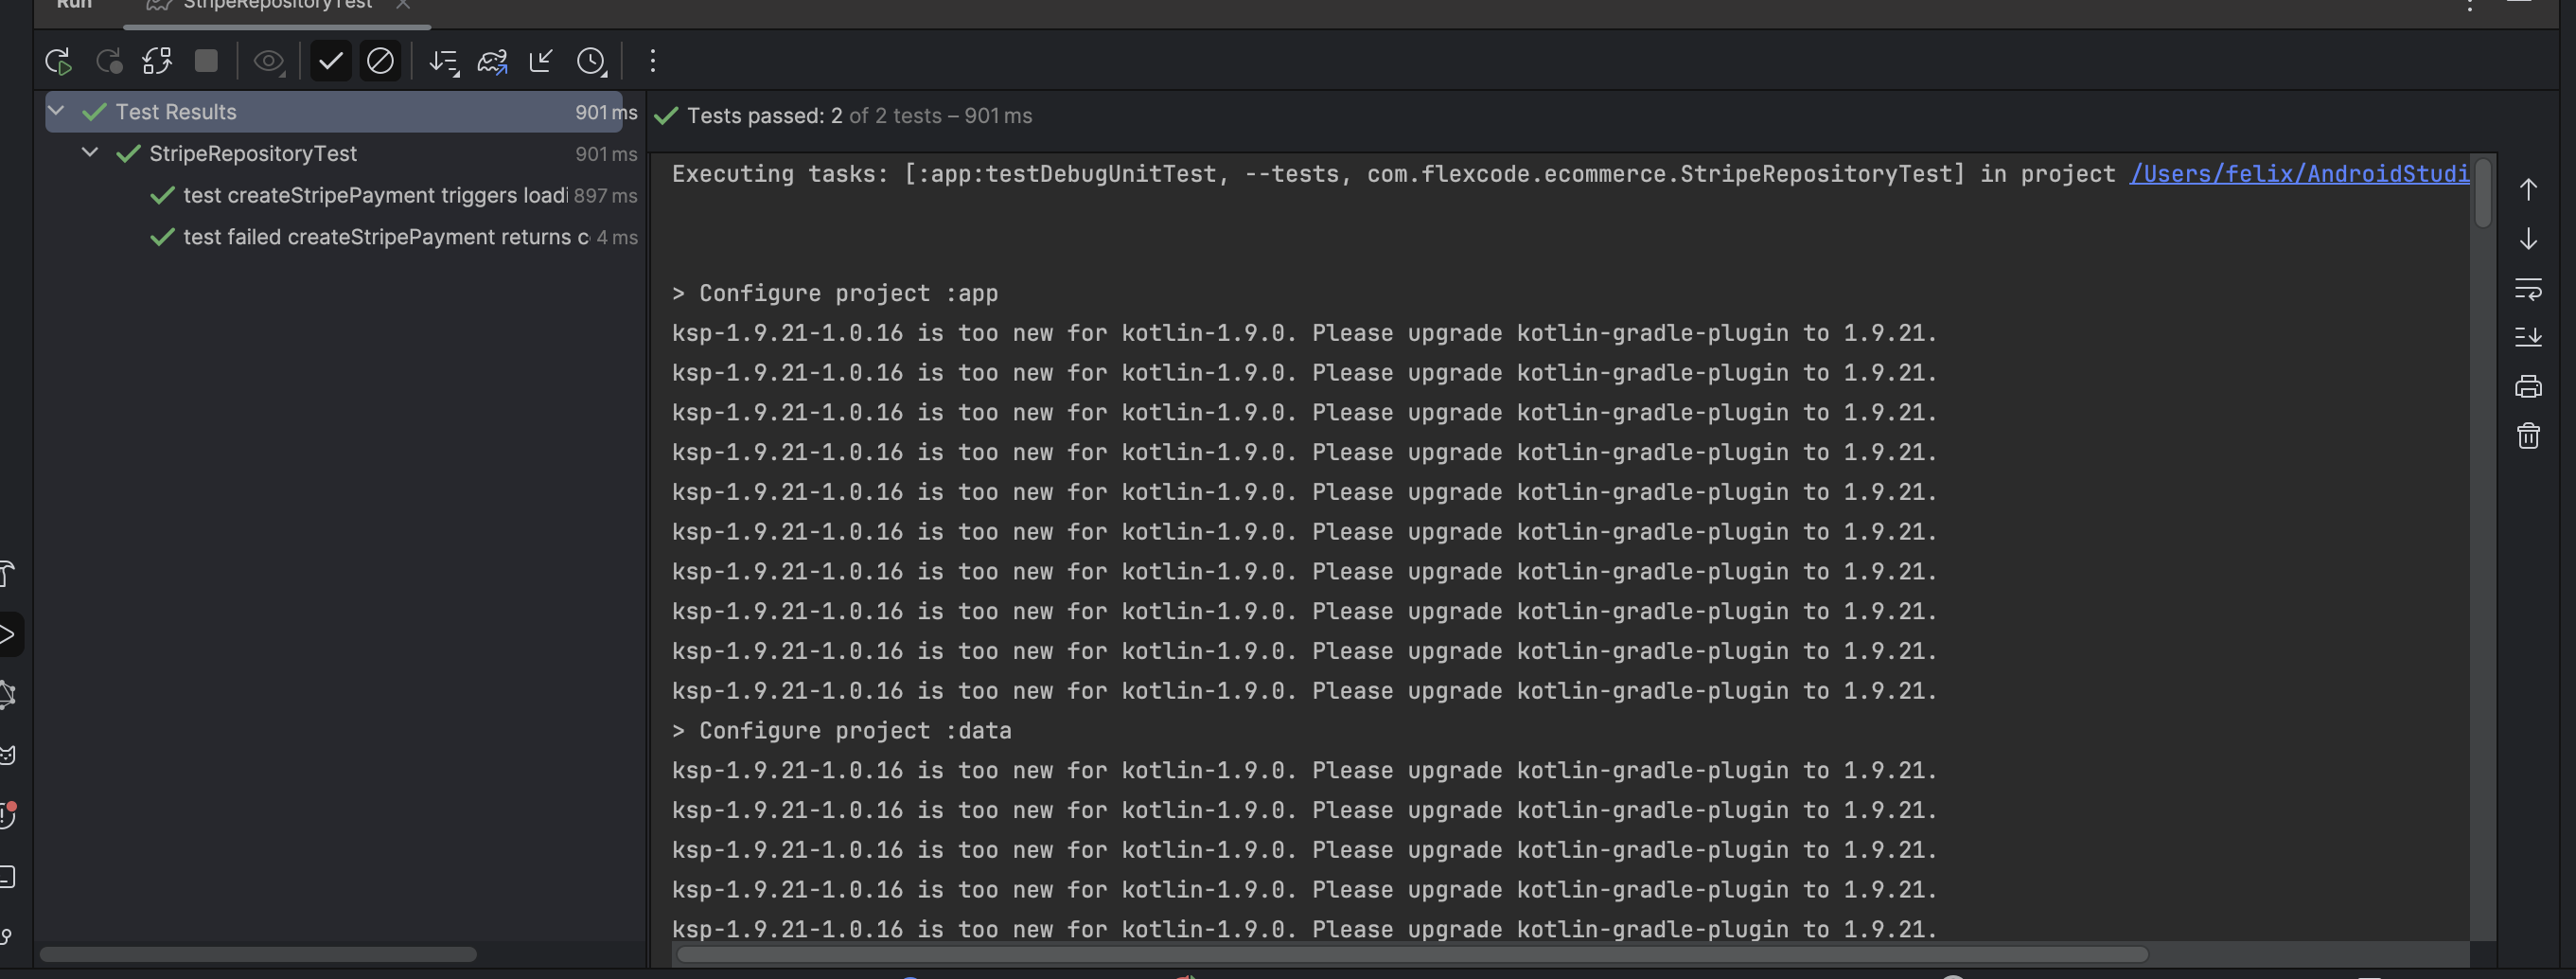 Run StripeRepositoryTest
Test Results 901 ms
StripeRepositoryTest 901 ms
test createStripePayment triggers loadi 897 ms
test failed createStripePayment returns c 4 ms
Tests passed: 2 of 2 tests – 901 ms
Executing tasks: [:app:testDebugUnitTest, --tests, com.flexcode.ecommerce.StripeRepositoryTest] in project /Users/felix/AndroidStudi
> Configure project :app
ksp-1.9.21-1.0.16 is too new for kotlin-1.9.0. Please upgrade kotlin-gradle-plugin to 1.9.21.
ksp-1.9.21-1.0.16 is too new for kotlin-1.9.0. Please upgrade kotlin-gradle-plugin to 1.9.21.
ksp-1.9.21-1.0.16 is too new for kotlin-1.9.0. Please upgrade kotlin-gradle-plugin to 1.9.21.
ksp-1.9.21-1.0.16 is too new for kotlin-1.9.0. Please upgrade kotlin-gradle-plugin to 1.9.21.
ksp-1.9.21-1.0.16 is too new for kotlin-1.9.0. Please upgrade kotlin-gradle-plugin to 1.9.21.
ksp-1.9.21-1.0.16 is too new for kotlin-1.9.0. Please upgrade kotlin-gradle-plugin to 1.9.21.
ksp-1.9.21-1.0.16 is too new for kotlin-1.9.0. Please upgrade kotlin-gradle-plugin to 1.9.21.
ksp-1.9.21-1.0.16 is too new for kotlin-1.9.0. Please upgrade kotlin-gradle-plugin to 1.9.21.
ksp-1.9.21-1.0.16 is too new for kotlin-1.9.0. Please upgrade kotlin-gradle-plugin to 1.9.21.
ksp-1.9.21-1.0.16 is too new for kotlin-1.9.0. Please upgrade kotlin-gradle-plugin to 1.9.21.
> Configure project :data
ksp-1.9.21-1.0.16 is too new for kotlin-1.9.0. Please upgrade kotlin-gradle-plugin to 1.9.21.
ksp-1.9.21-1.0.16 is too new for kotlin-1.9.0. Please upgrade kotlin-gradle-plugin to 1.9.21.
ksp-1.9.21-1.0.16 is too new for kotlin-1.9.0. Please upgrade kotlin-gradle-plugin to 1.9.21.
ksp-1.9.21-1.0.16 is too new for kotlin-1.9.0. Please upgrade kotlin-gradle-plugin to 1.9.21.
ksp-1.9.21-1.0.16 is too new for kotlin-1.9.0. Please upgrade kotlin-gradle-plugin to 1.9.21.